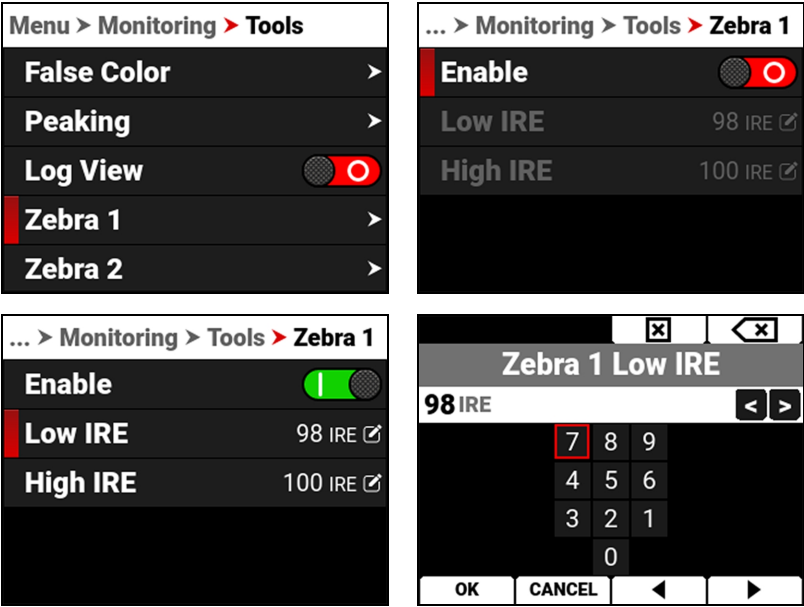 Menu > Monitoring > Tools
False Color >
Peaking >
Log View
Zebra 1 >
Zebra 2 >
... > Monitoring > Tools > Zebra 1
Enable
Low IRE 98 IRE
High IRE 100 IRE
... > Monitoring > Tools > Zebra 1
Enable
Low IRE 98 IRE
High IRE 100 IRE
Zebra 1 Low IRE
98 IRE < >
7 8 9
4 5 6
3 2 1
0
OK CANCEL ◀ ▶